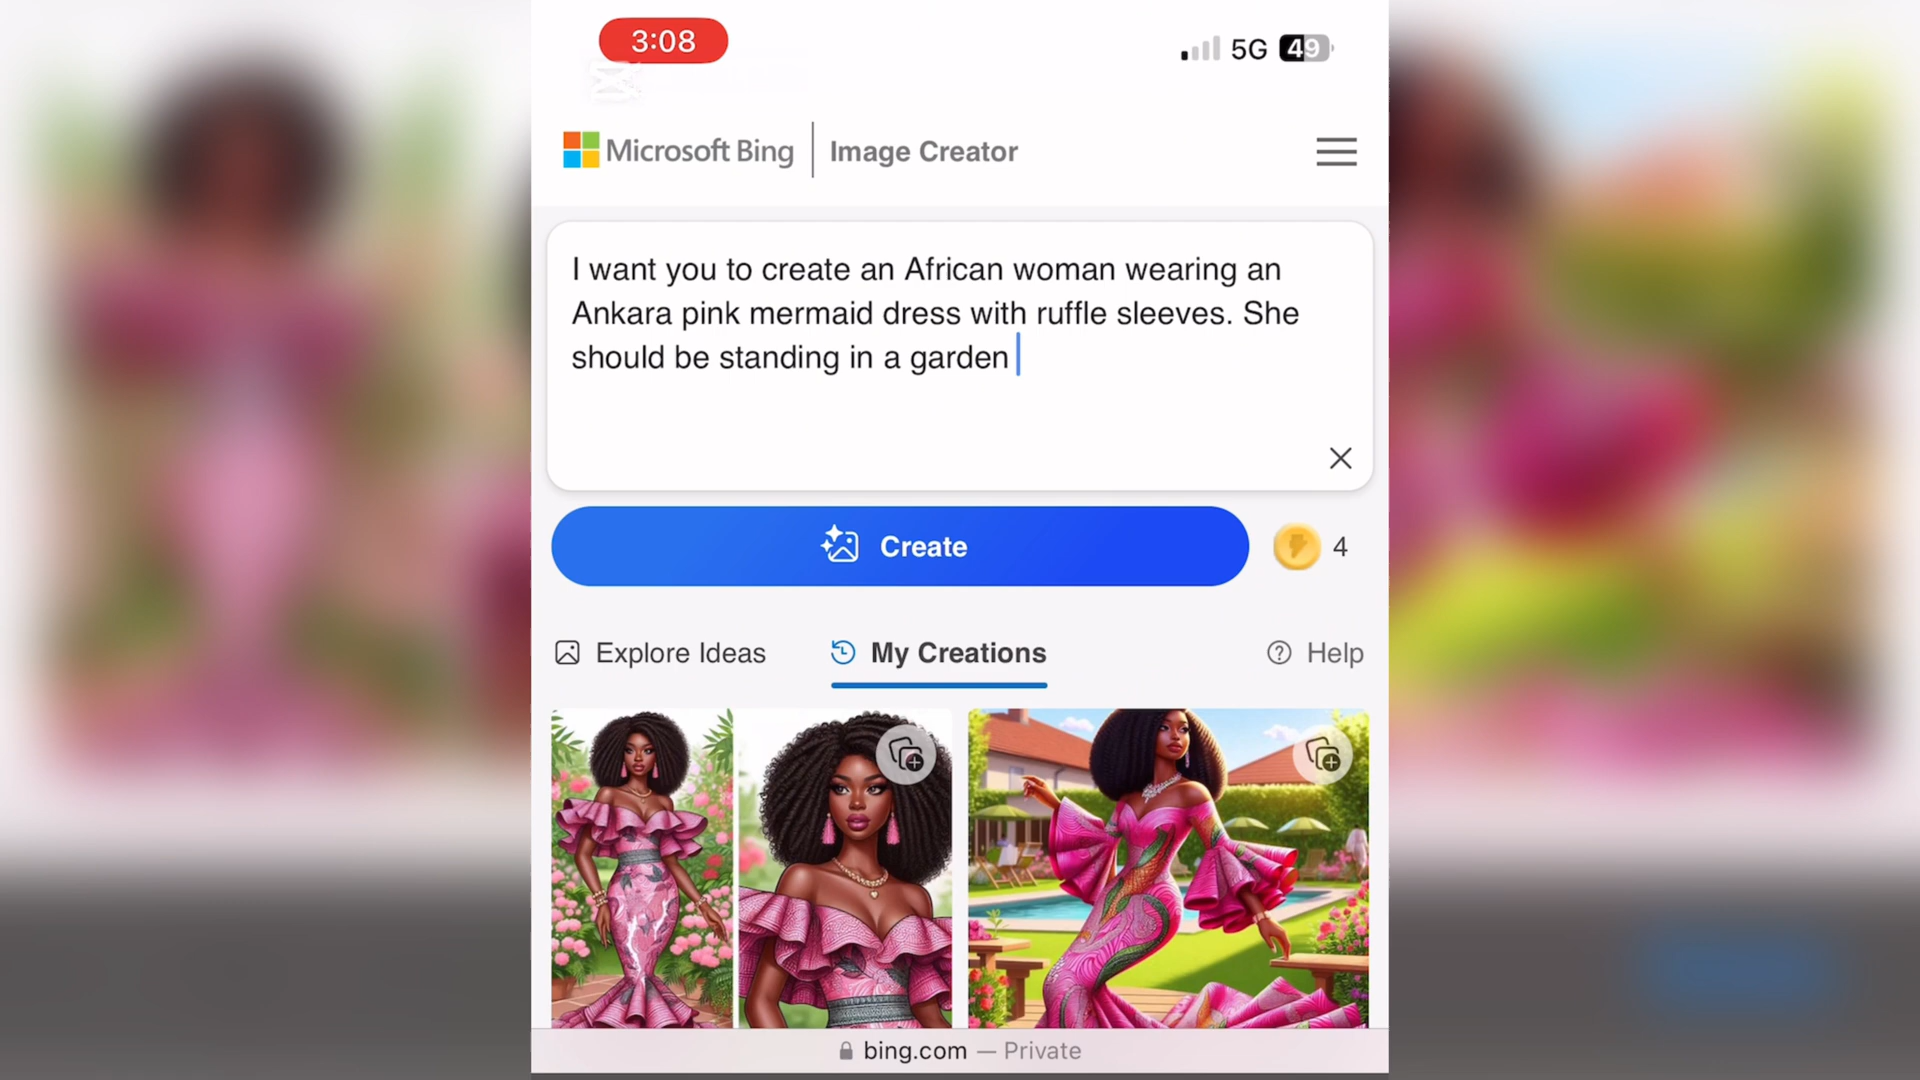 3:08
5G 49
Microsoft Bing | Image Creator
I want you to create an African woman wearing an
Ankara pink mermaid dress with ruffle sleeves. She
should be standing in a garden
Create
4
Explore Ideas
My Creations
Help
bing.com — Private